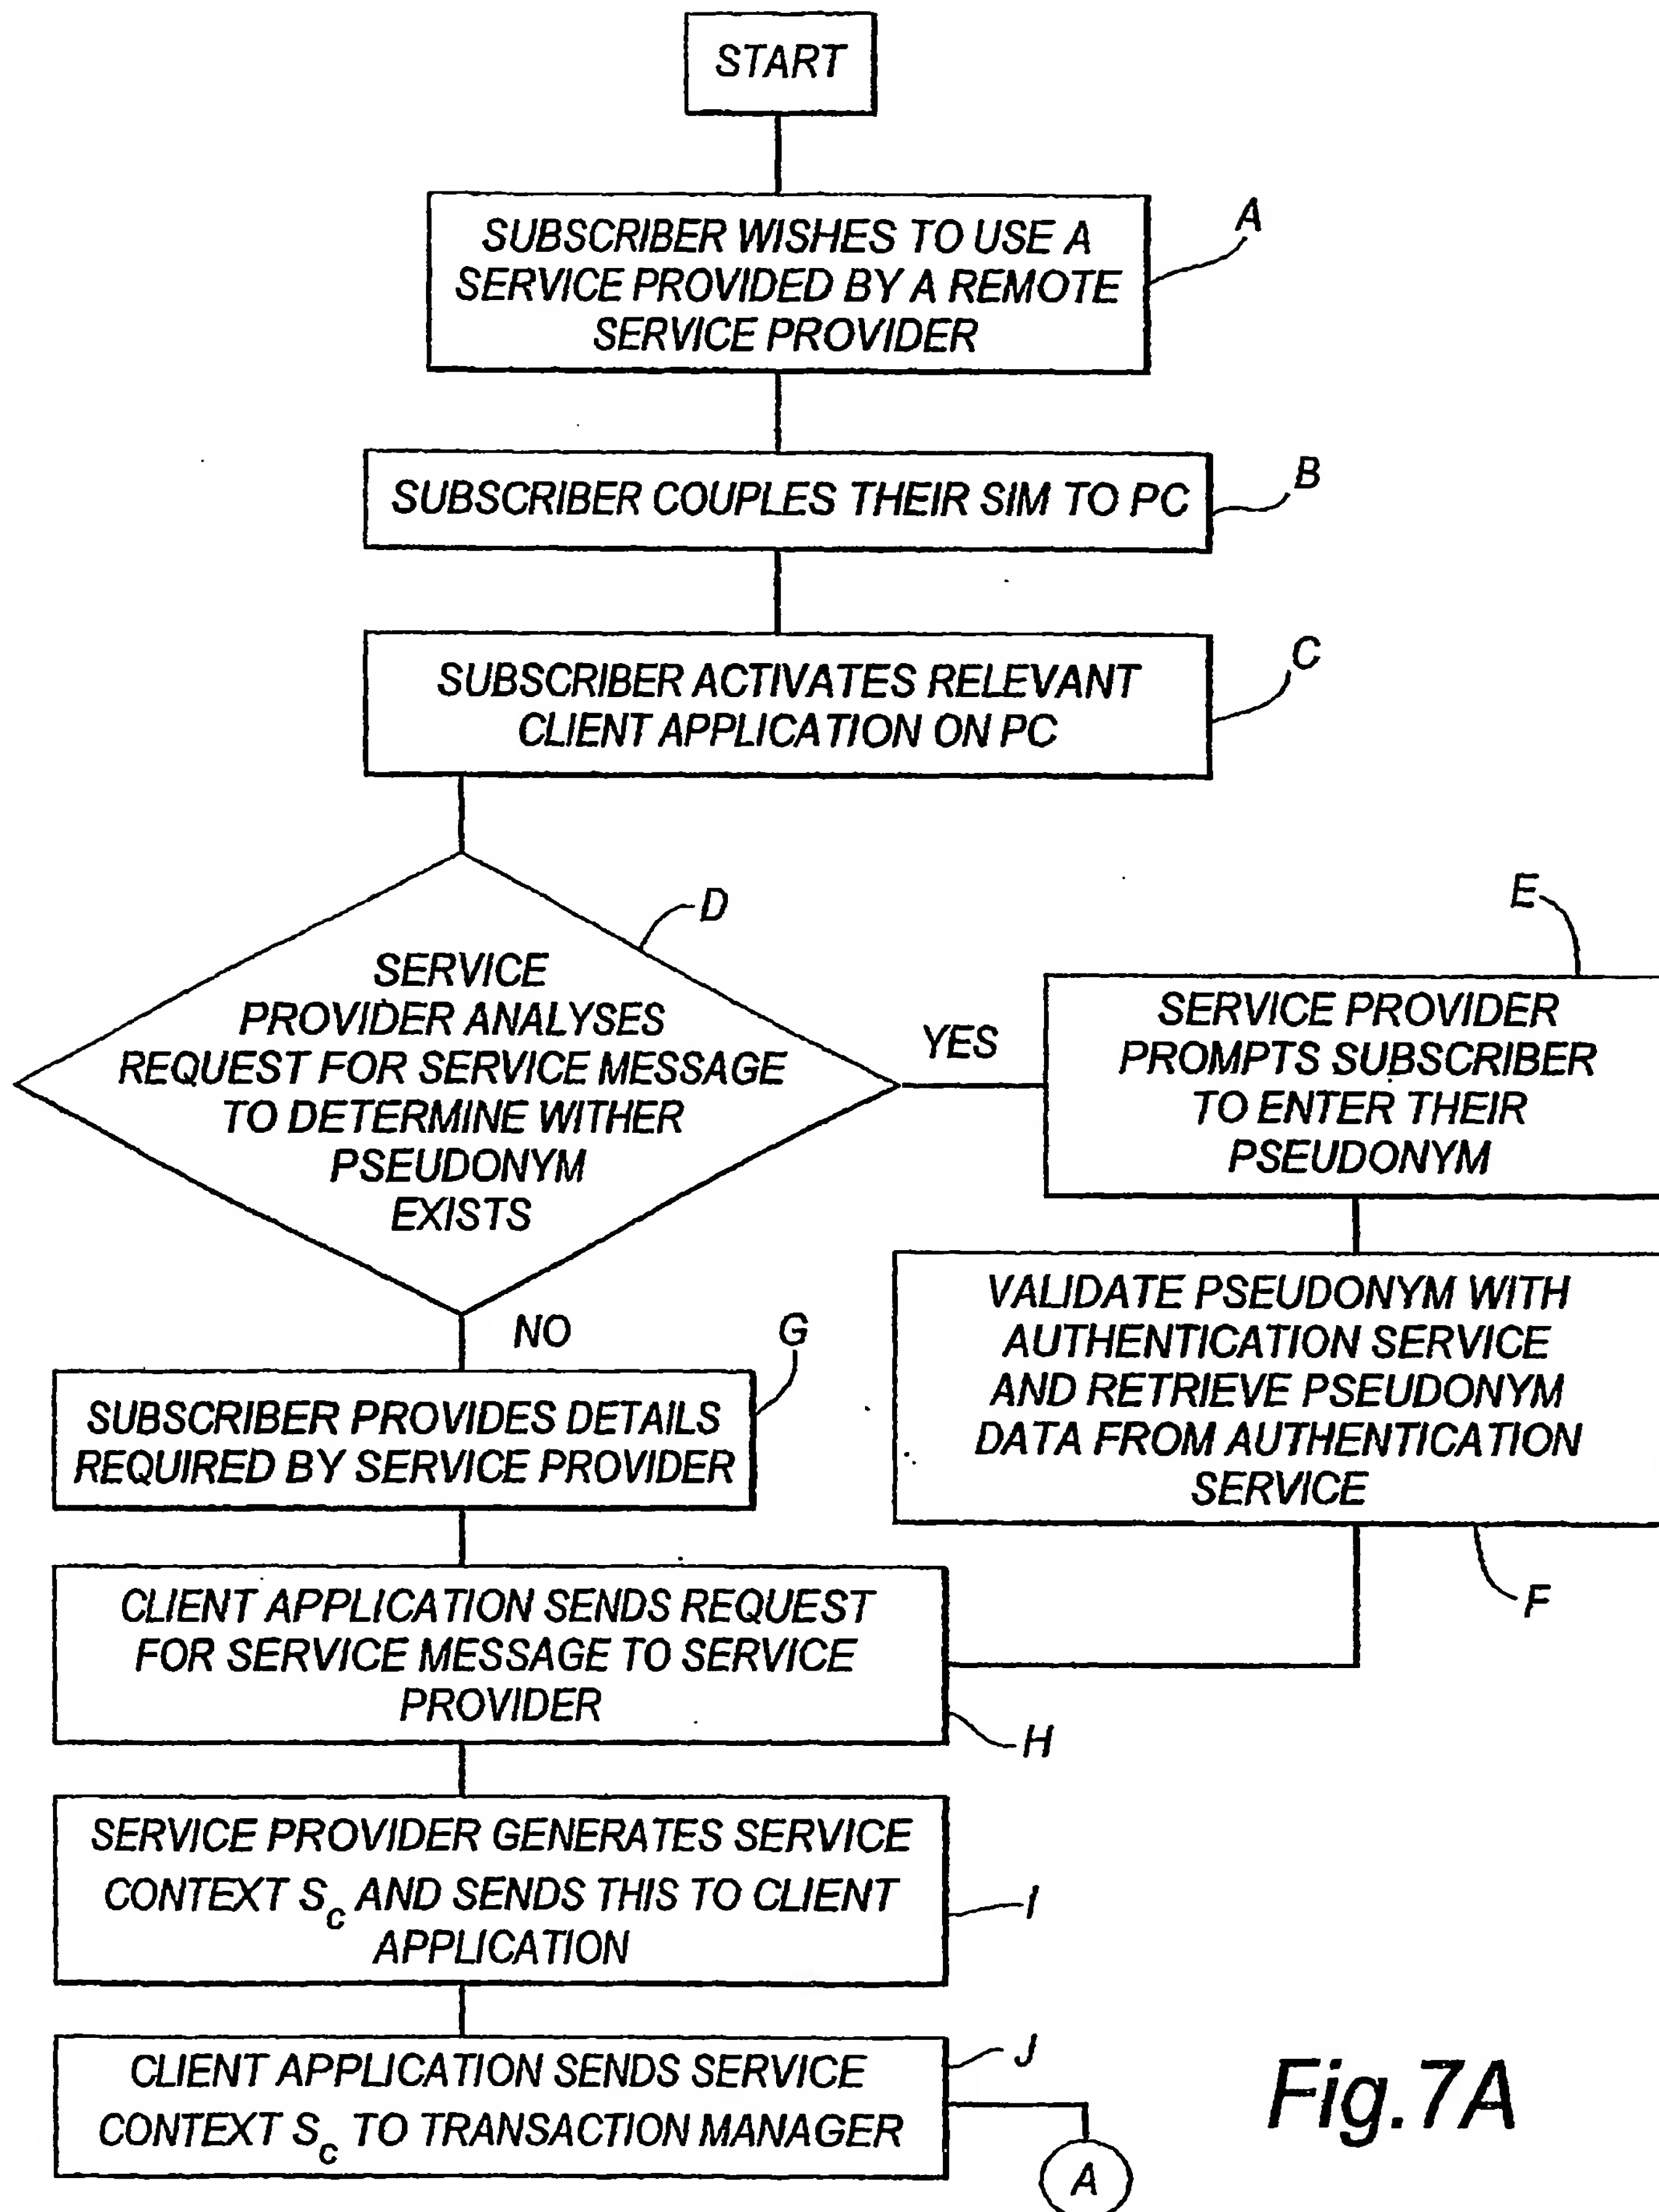 START
SUBSCRIBER WISHES TO USE A
SERVICE PROVIDED BY A REMOTE
SERVICE PROVIDER
A
SUBSCRIBER COUPLES THEIR SIM TO PC
B
SUBSCRIBER ACTIVATES RELEVANT
CLIENT APPLICATION ON PC
C
SERVICE
PROVIDER ANALYSES
REQUEST FOR SERVICE MESSAGE
TO DETERMINE WITHER
PSEUDONYM
EXISTS
D
YES
SERVICE PROVIDER
PROMPTS SUBSCRIBER
TO ENTER THEIR
PSEUDONYM
E
VALIDATE PSEUDONYM WITH
AUTHENTICATION SERVICE
AND RETRIEVE PSEUDONYM
DATA FROM AUTHENTICATION
SERVICE
F
NO
SUBSCRIBER PROVIDES DETAILS
REQUIRED BY SERVICE PROVIDER
G
CLIENT APPLICATION SENDS REQUEST
FOR SERVICE MESSAGE TO SERVICE
PROVIDER
H
SERVICE PROVIDER GENERATES SERVICE
CONTEXT Sc AND SENDS THIS TO CLIENT
APPLICATION
I
CLIENT APPLICATION SENDS SERVICE
CONTEXT Sc TO TRANSACTION MANAGER
J
A
Fig.7A